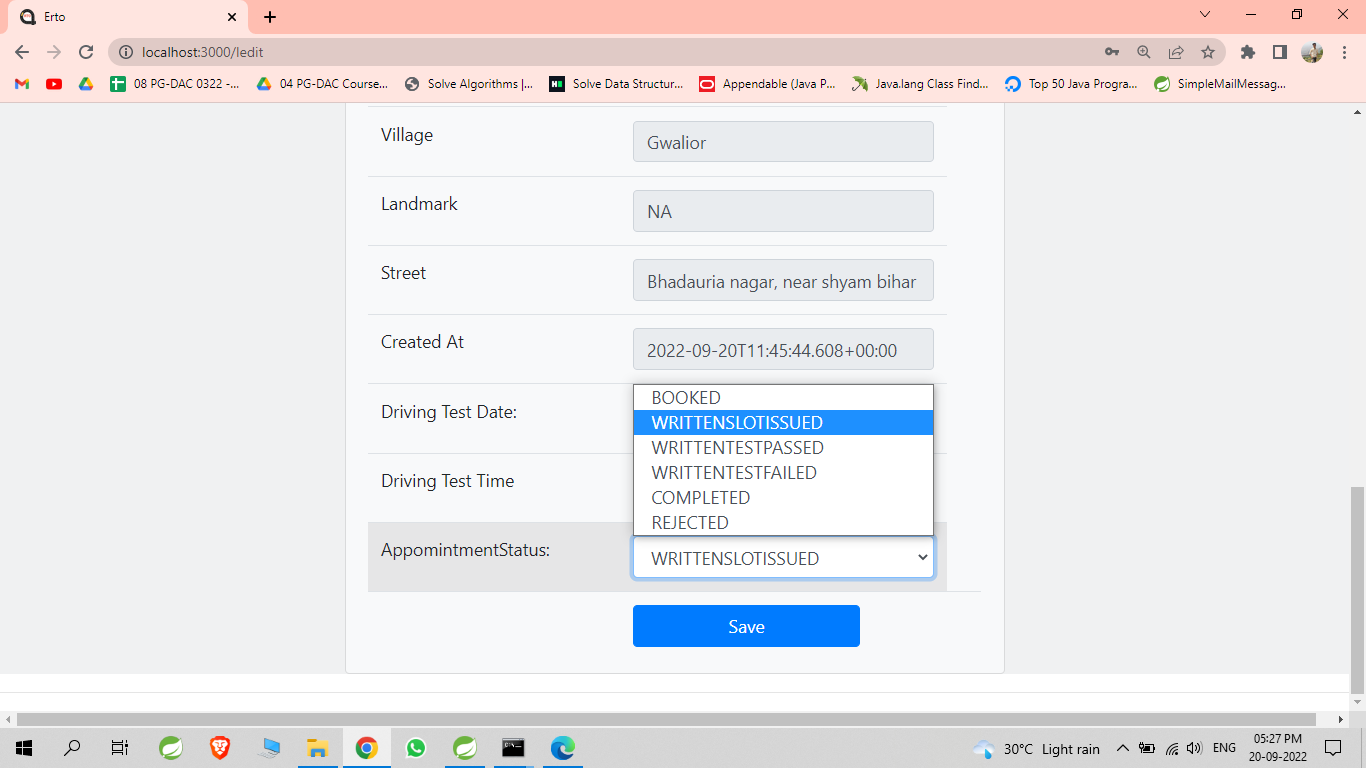 Erto
localhost:3000/ledit
08 PG-DAC 0322 -...
04 PG-DAC Course...
Solve Algorithms |...
Solve Data Structur...
Appendable (Java P...
Java.lang Class Find...
Top 50 Java Progra...
SimpleMailMessag...
Village
Gwalior
Landmark
NA
Street
Bhadauria nagar, near shyam bihar
Created At
2022-09-20T11:45:44.608+00:00
Driving Test Date:
BOOKED
WRITTENSLOTISSUED
WRITTENTESTPASSED
Driving Test Time
WRITTENTESTFAILED
COMPLETED
REJECTED
AppomintmentStatus:
WRITTENSLOTISSUED
Save
30°C Light rain
ENG
05:27 PM
20-09-2022